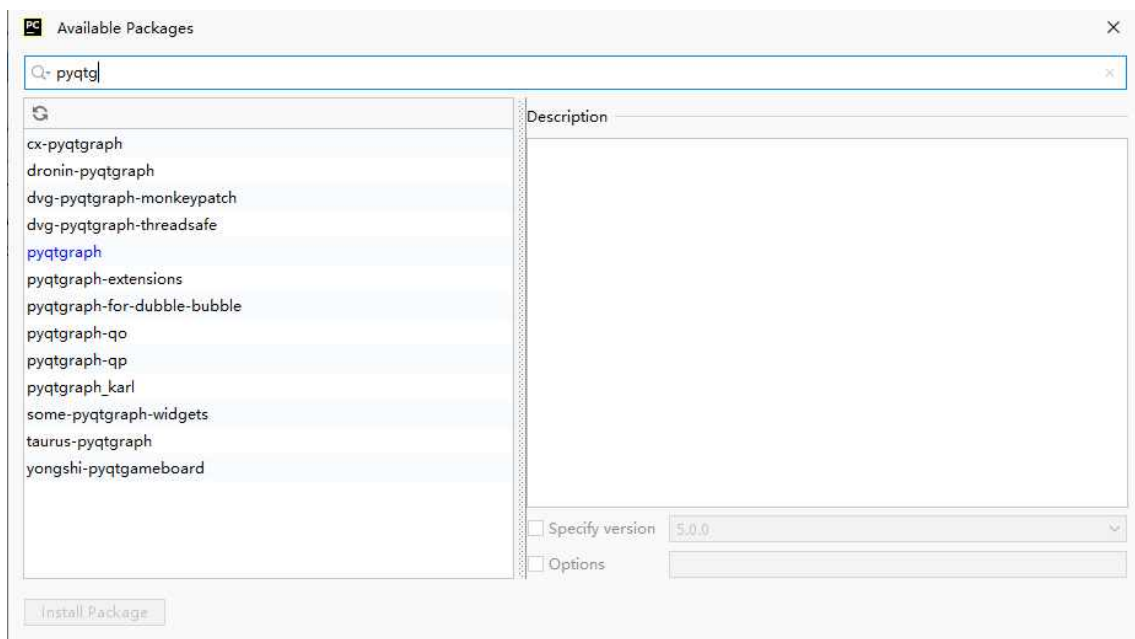 PC Available Packages
pyqtg
Description
cx-pyqtgraph
dronin-pyqtgraph
dvg-pyqtgraph-monkeypatch
dvg-pyqtgraph-threadsafe
pyqtgraph
pyqtgraph-extensions
pyqtgraph-for-dubble-bubble
pyqtgraph-qo
pyqtgraph-qp
pyqtgraph_karl
some-pyqtgraph-widgets
taurus-pyqtgraph
yongshi-pyqtgameboard
Specify version 5.0.0
Options
Install Package